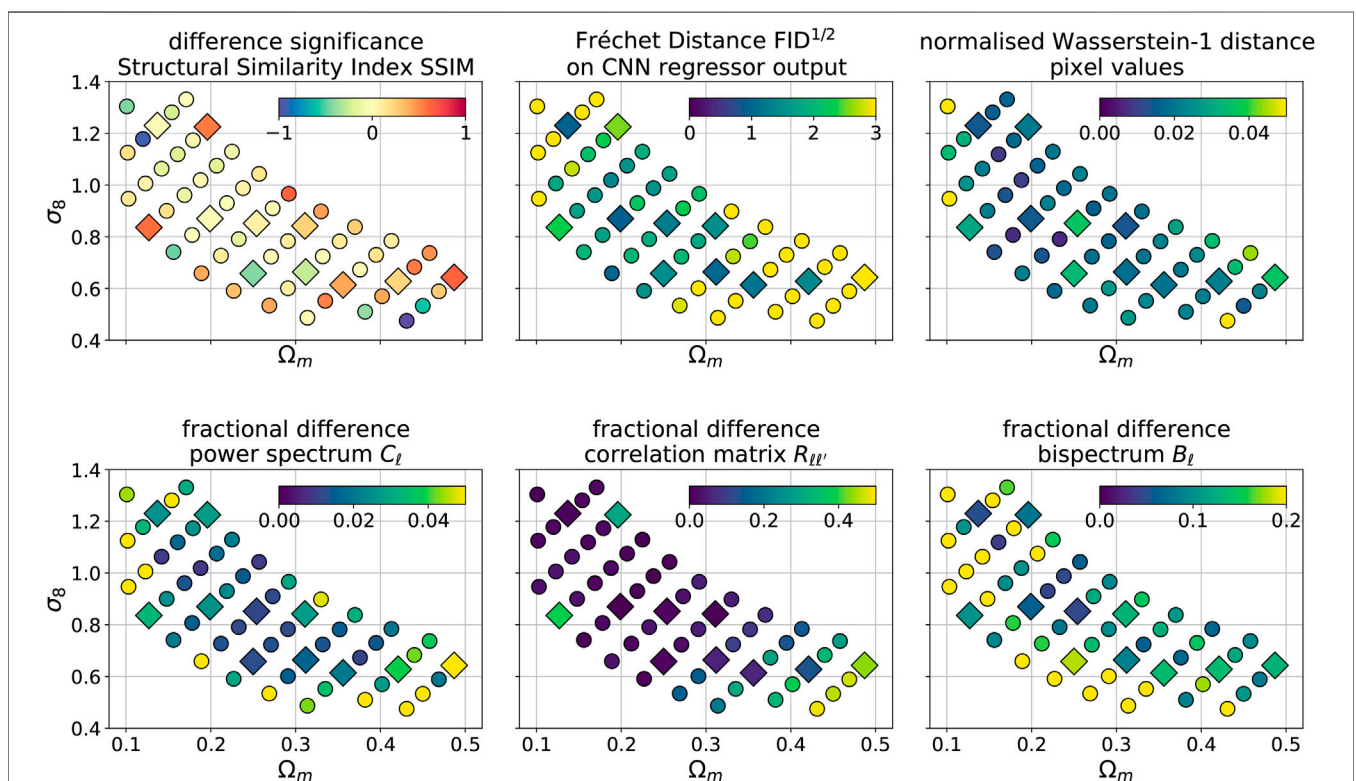 difference significance
Structural Similarity Index SSIM
Fréchet Distance FID^{1/2}
on CNN regressor output
normalised Wasserstein-1 distance
pixel values
−1 0 1
0 1 2 3
0.00 0.02 0.04
1.4
1.2
1.0
0.8
0.6
0.4
σ₈
Ωₘ
Ωₘ
Ωₘ
fractional difference
power spectrum Cℓ
fractional difference
correlation matrix Rℓℓ′
fractional difference
bispectrum Bℓ
0.00 0.02 0.04
0.0 0.2 0.4
0.0 0.1 0.2
1.4
1.2
1.0
0.8
0.6
0.4
σ₈
0.1 0.2 0.3 0.4 0.5
0.1 0.2 0.3 0.4 0.5
0.1 0.2 0.3 0.4 0.5
Ωₘ
Ωₘ
Ωₘ